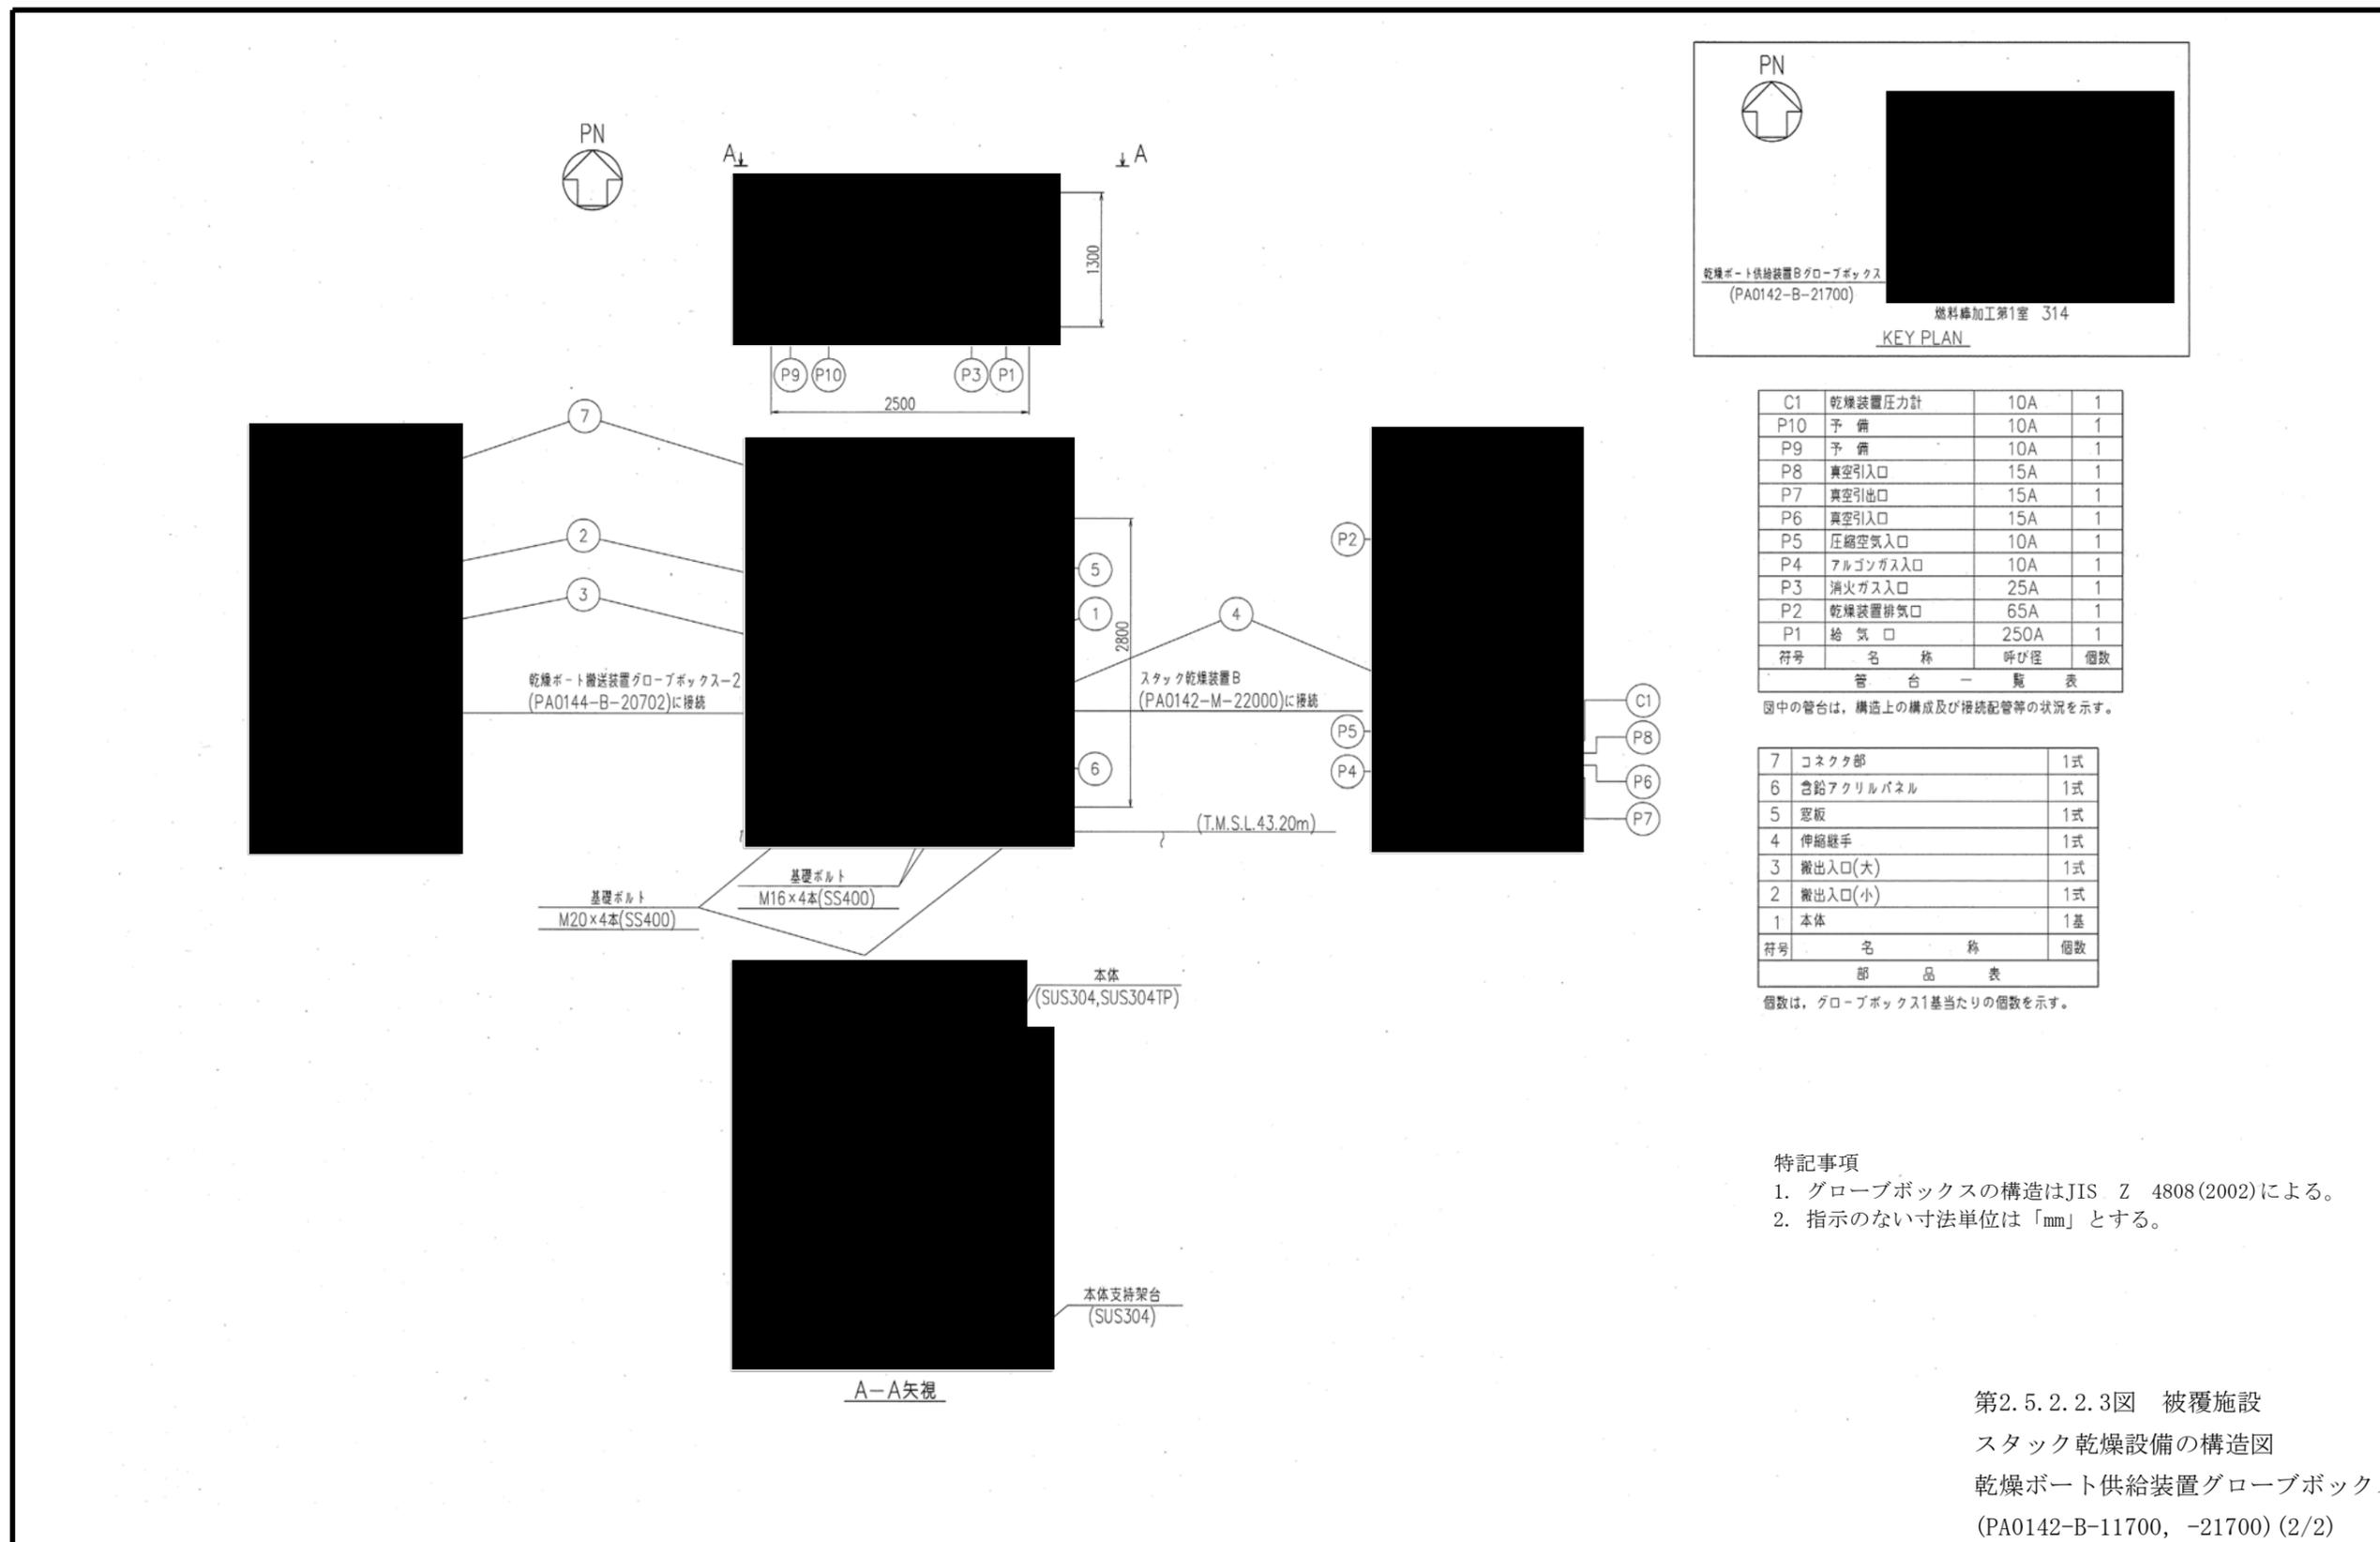 PN
A
A
1300
P9
P10
P3
P1
2500
7
2
3
5
1
2800
4
6
乾燥ボート搬送装置グローブボックス−2
(PA0144-B-20702)に接続
スタック乾燥装置B
(PA0142-M-22000)に接続
(T.M.S.L.43.20m)
P2
P5
P4
C1
P8
P6
P7
基礎ボルト
M16×4本(SS400)
基礎ボルト
M20×4本(SS400)
本体
(SUS304,SUS304TP)
本体支持架台
(SUS304)
A−A矢視
PN
乾燥ボート供給装置Bグローブボックス
(PA0142-B-21700)
燃料棒加工第1室 314
KEY PLAN
C1 乾燥装置圧力計 10A 1
P10 予 備 10A 1
P9 予 備 10A 1
P8 真空引入口 15A 1
P7 真空引出口 15A 1
P6 真空引入口 15A 1
P5 圧縮空気入口 10A 1
P4 アルゴンガス入口 10A 1
P3 消火ガス入口 25A 1
P2 乾燥装置排気口 65A 1
P1 給 気 口 250A 1
符号 名 称 呼び径 個数
管 台 一 覧 表
図中の管台は，構造上の構成及び接続配管等の状況を示す。
7 コネクタ部 1式
6 含鉛アクリルパネル 1式
5 窓板 1式
4 伸縮継手 1式
3 搬出入口(大) 1式
2 搬出入口(小) 1式
1 本体 1基
符号 名 称 個数
部 品 表
個数は，グローブボックス1基当たりの個数を示す。
特記事項
1. グローブボックスの構造はJIS Z 4808(2002)による。
2. 指示のない寸法単位は「mm」とする。
第2.5.2.2.3図 被覆施設
スタック乾燥設備の構造図
乾燥ボート供給装置グローブボック
(PA0142-B-11700, -21700)(2/2)